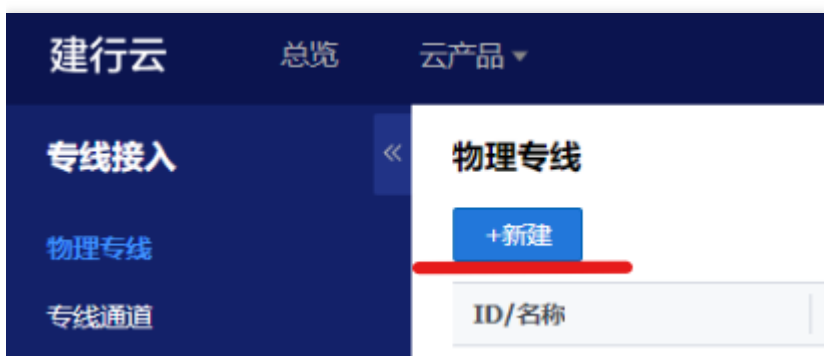 建行云 总览 云产品
专线接入 «
物理专线
专线通道
物理专线
+新建
ID/名称